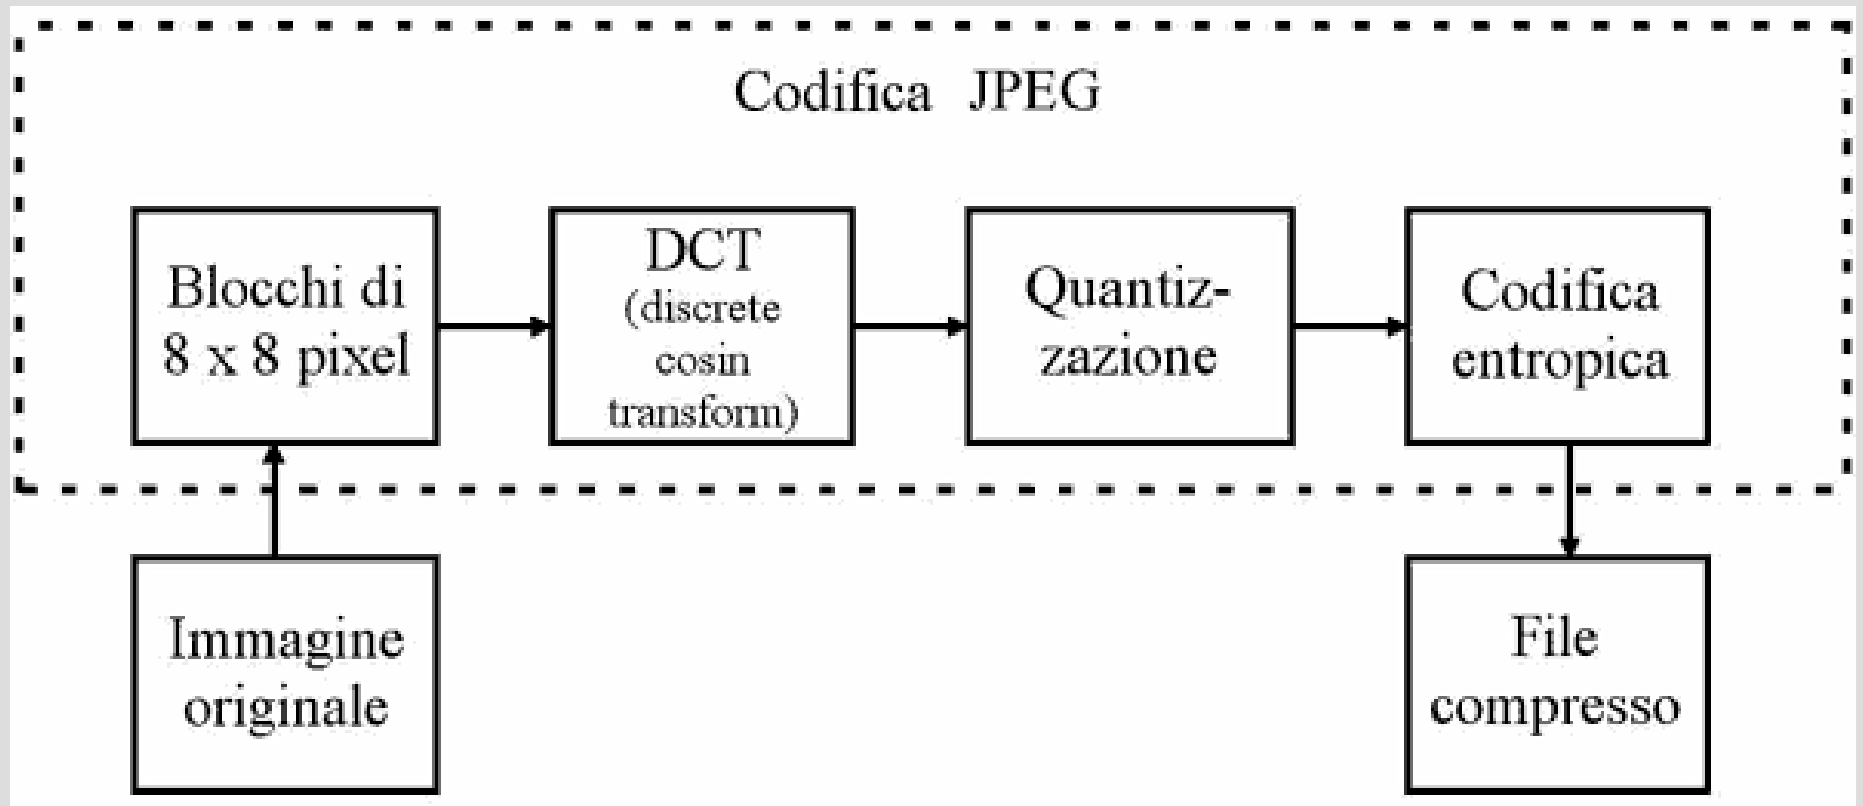 Codifica JPEG
Blocchi di
8 x 8 pixel
DCT
(discrete
cosin
transform)
Quantiz-
zazione
Codifica
entropica
Immagine
originale
File
compresso